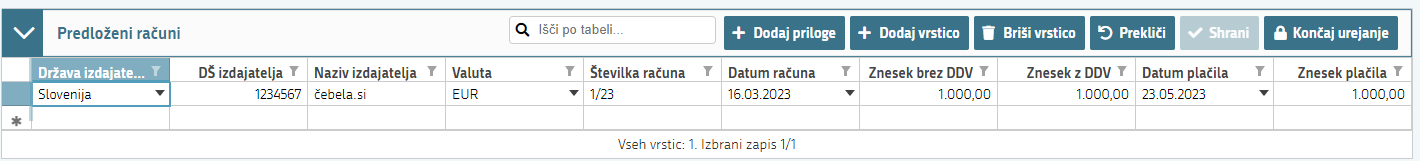 Predloženi računi Išči po tabeli... Dodaj priloge Dodaj vrstico Briši vrstico Prekliči Shrani Končaj urejanje
Država izdajate... DŠ izdajatelja Naziv izdajatelja Valuta Številka računa Datum računa Znesek brez DDV Znesek z DDV Datum plačila Znesek plačila
Slovenija 1234567 čebela.si EUR 1/23 16.03.2023 1.000,00 1.000,00 23.05.2023 1.000,00
Vseh vrstic: 1. Izbrani zapis 1/1